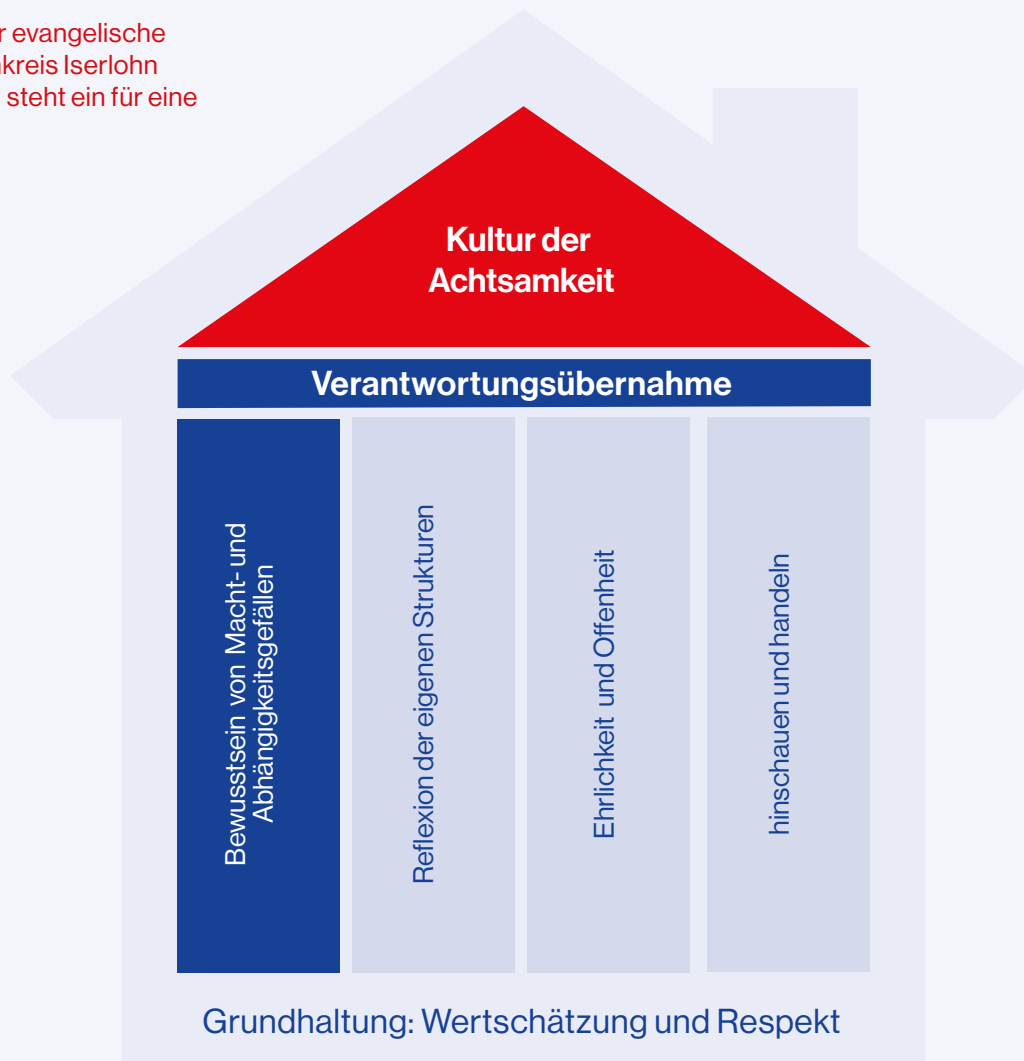 r evangelische
kreis Iserlohn
steht ein für eine
Kultur der
Achtsamkeit
Verantwortungsübernahme
Bewusstsein von Macht- und
Abhängigkeitsgefällen
Reflexion der eigenen Strukturen
Ehrlichkeit und Offenheit
hinschauen und handeln
Grundhaltung: Wertschätzung und Respekt